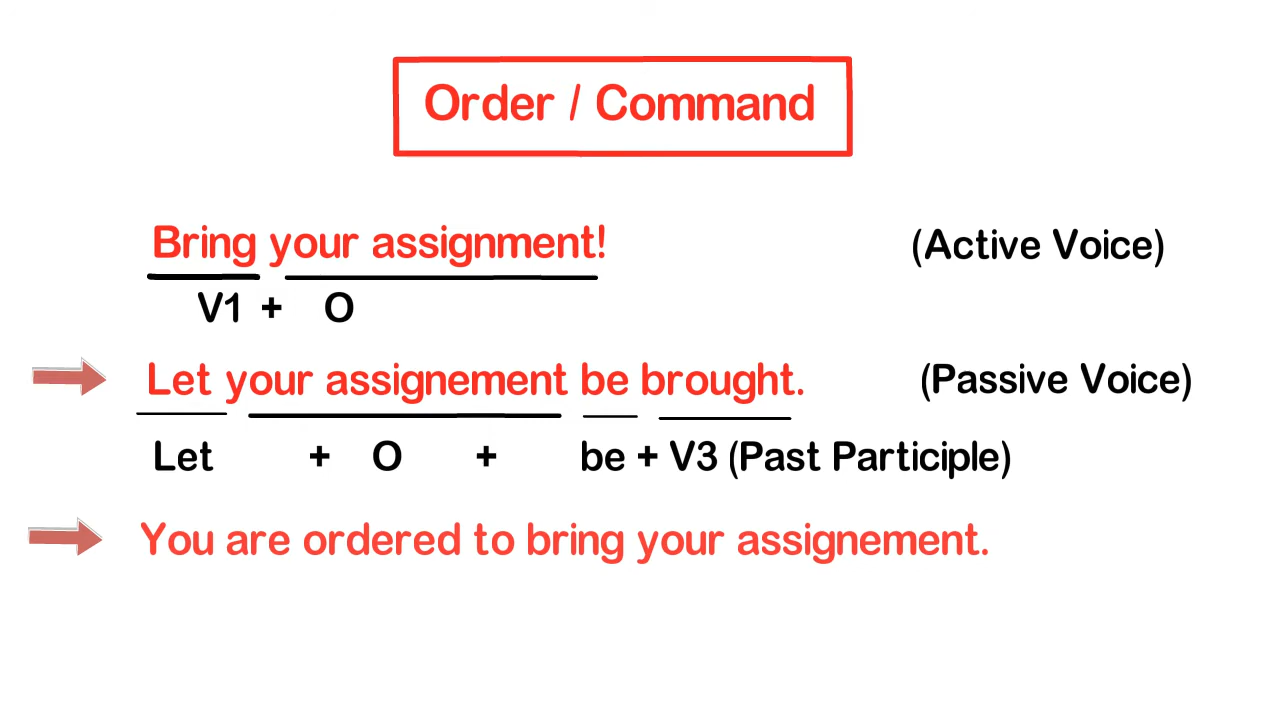 Order / Command
Bring your assignment! (Active Voice)
V1 + O
Let your assignement be brought. (Passive Voice)
Let + O + be + V3 (Past Participle)
You are ordered to bring your assignement.